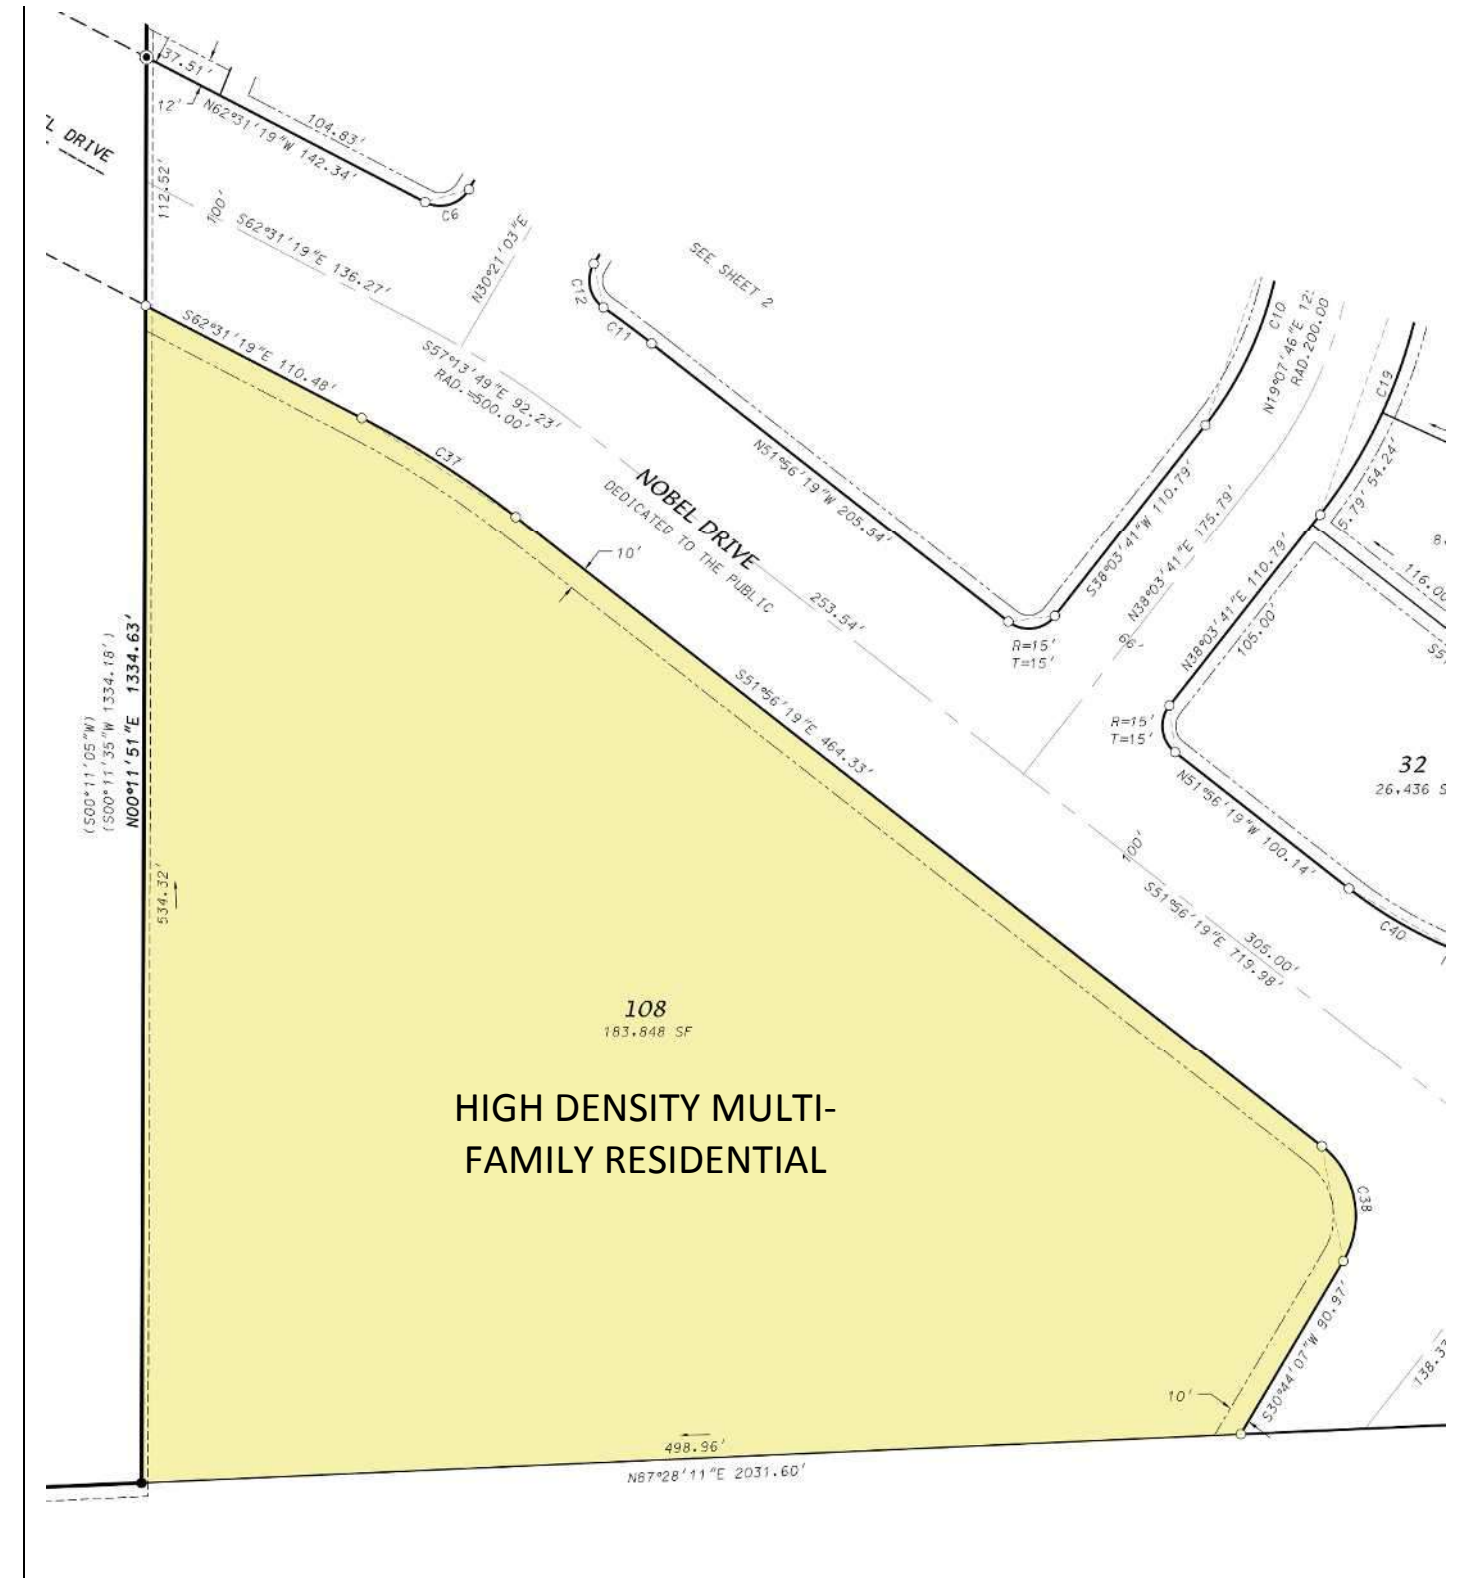 37.51'
12'
N62°31'19"W 142.34'
104.83'
C6
DRIVE
112.52'
100'
S62°31'19"E 136.27'
N30°21'03"E
SEE SHEET 2
C12
C11
C10
N19°07'46"E
RAD.=200.00
C19
S62°31'19"E 110.48'
S57°13'49"E 92.23'
RAD.=500.00'
C37
NOBEL DRIVE
DEDICATED TO THE PUBLIC
N51°56'19"W 205.54'
S38°03'41"W 110.79'
N38°03'41"E 175.79'
5.79' 54.24'
116.00
10'
253.54'
R=15'
T=15'
66'
N38°03'41"E 110.79'
105.00'
R=15'
T=15'
(S00°11'05"W)
(S00°11'35"W 1334.18')
N00°11'51"E 1334.63'
S51°56'19"E 464.33'
32
26,436 S
N51°56'19"W 100.14'
100'
534.32'
C40
305.00'
S51°56'19"E 719.98'
108
183,848 SF
HIGH DENSITY MULTI-
FAMILY RESIDENTIAL
C38
S30°44'07"W 90.97'
10'
138.33
498.96'
N87°28'11"E 2031.60'